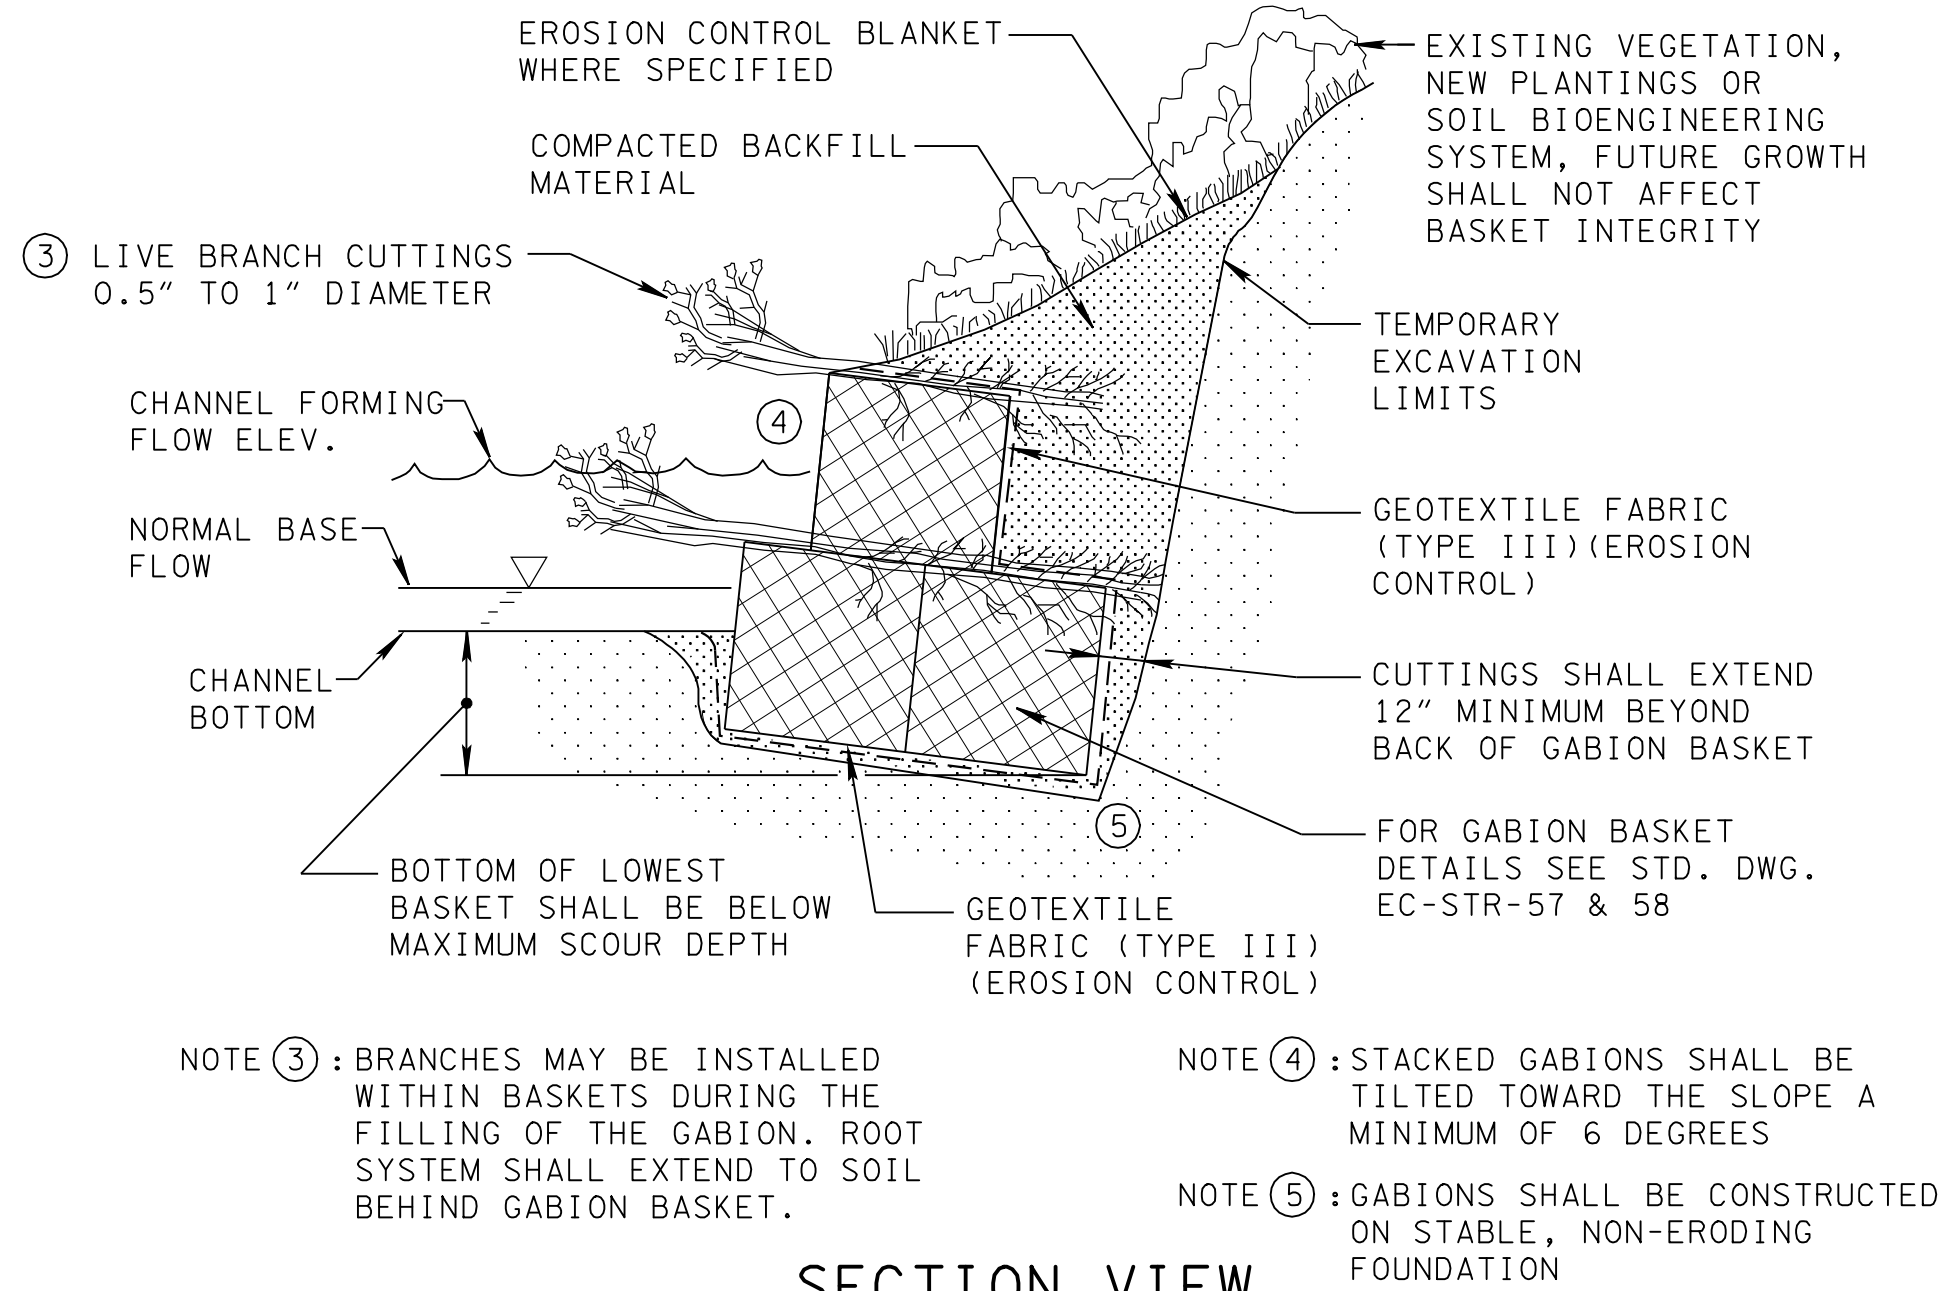 EROSION CONTROL BLANKET
WHERE SPECIFIED
EXISTING VEGETATION,
NEW PLANTINGS OR
SOIL BIOENGINEERING
SYSTEM, FUTURE GROWTH
SHALL NOT AFFECT
BASKET INTEGRITY
COMPACTED BACKFILL
MATERIAL
③ LIVE BRANCH CUTTINGS
0.5" TO 1" DIAMETER
TEMPORARY
EXCAVATION
LIMITS
CHANNEL FORMING
FLOW ELEV.
④
NORMAL BASE
FLOW
GEOTEXTILE FABRIC
(TYPE III)(EROSION
CONTROL)
CHANNEL
BOTTOM
CUTTINGS SHALL EXTEND
12" MINIMUM BEYOND
BACK OF GABION BASKET
⑤
FOR GABION BASKET
DETAILS SEE STD. DWG.
EC-STR-57 & 58
BOTTOM OF LOWEST
BASKET SHALL BE BELOW
MAXIMUM SCOUR DEPTH
GEOTEXTILE
FABRIC (TYPE III)
(EROSION CONTROL)
NOTE ③ : BRANCHES MAY BE INSTALLED
WITHIN BASKETS DURING THE
FILLING OF THE GABION. ROOT
SYSTEM SHALL EXTEND TO SOIL
BEHIND GABION BASKET.
NOTE ④ : STACKED GABIONS SHALL BE
TILTED TOWARD THE SLOPE A
MINIMUM OF 6 DEGREES
NOTE ⑤ : GABIONS SHALL BE CONSTRUCTED
ON STABLE, NON-ERODING
FOUNDATION
SECTION VIEW